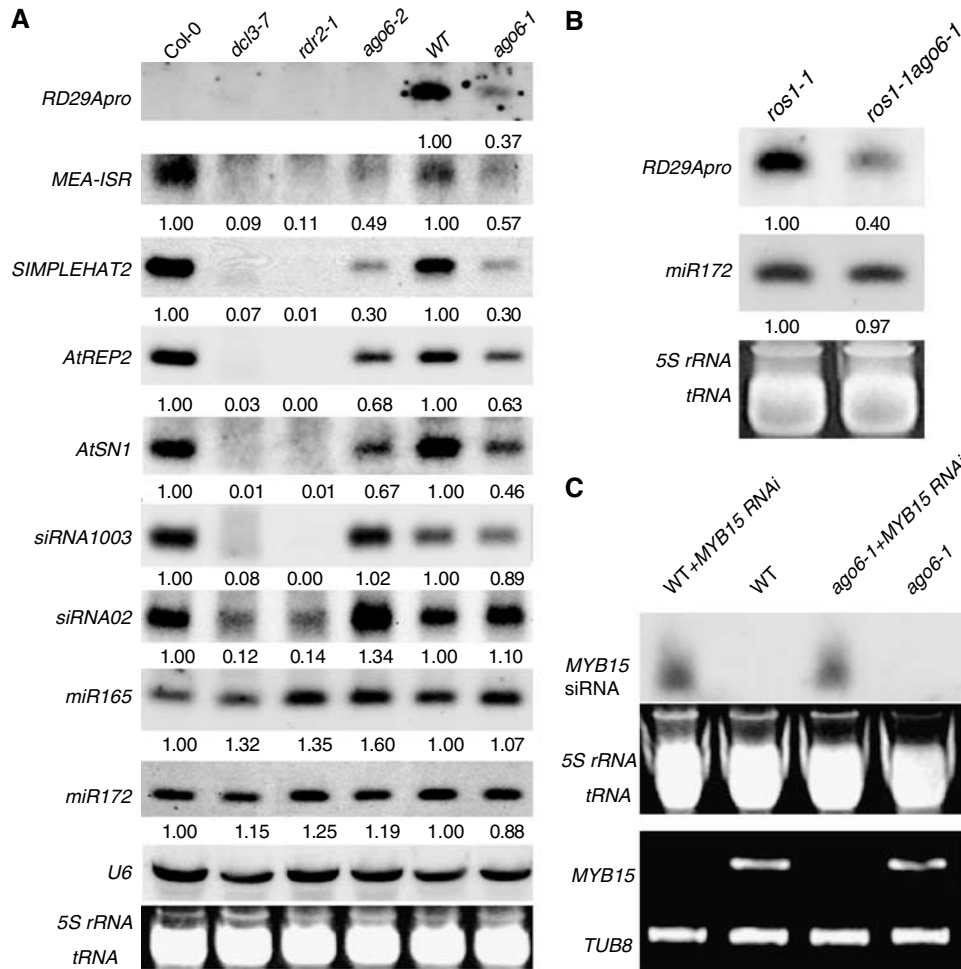 A
Col-0 dcl3-7 rdr2-1 ago6-2 WT ago6-1
RD29Apro
1.00 0.37
MEA-ISR
1.00 0.09 0.11 0.49 1.00 0.57
SIMPLEHAT2
1.00 0.07 0.01 0.30 1.00 0.30
AtREP2
1.00 0.03 0.00 0.68 1.00 0.63
AtSN1
1.00 0.01 0.01 0.67 1.00 0.46
siRNA1003
1.00 0.08 0.00 1.02 1.00 0.89
siRNA02
1.00 0.12 0.14 1.34 1.00 1.10
miR165
1.00 1.32 1.35 1.60 1.00 1.07
miR172
1.00 1.15 1.25 1.19 1.00 0.88
U6
5S rRNA
tRNA
B
ros1-1 ros1-1ago6-1
RD29Apro
1.00 0.40
miR172
1.00 0.97
5S rRNA
tRNA
C
WT+MYB15 RNAi WT ago6-1+MYB15 RNAi ago6-1
MYB15
siRNA
5S rRNA
tRNA
MYB15
TUB8